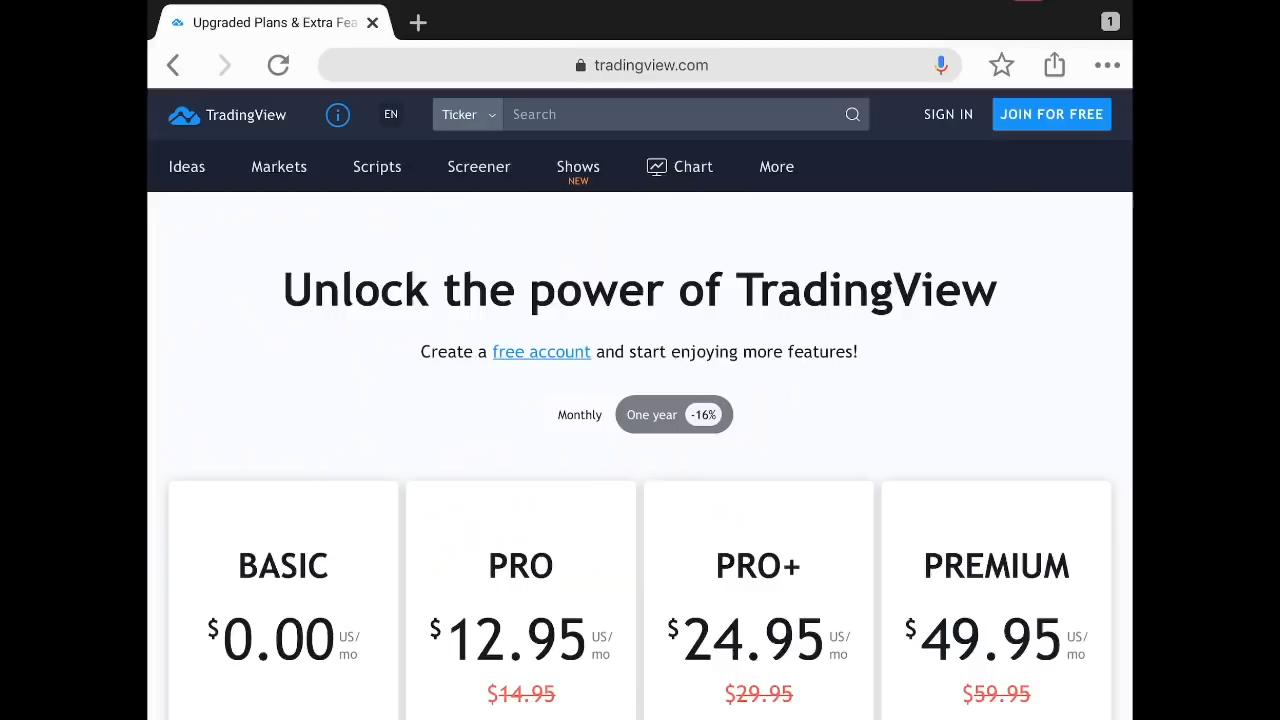 Upgraded Plans & Extra Fea
1
tradingview.com
TradingView
EN
Ticker
Search
SIGN IN
JOIN FOR FREE
Ideas
Markets
Scripts
Screener
Shows
NEW
Chart
More
Unlock the power of TradingView
Create a free account and start enjoying more features!
Monthly
One year -16%
BASIC
$0.00 US/
mo
PRO
$12.95 US/
mo
$14.95
PRO+
$24.95 US/
mo
$29.95
PREMIUM
$49.95 US/
mo
$59.95